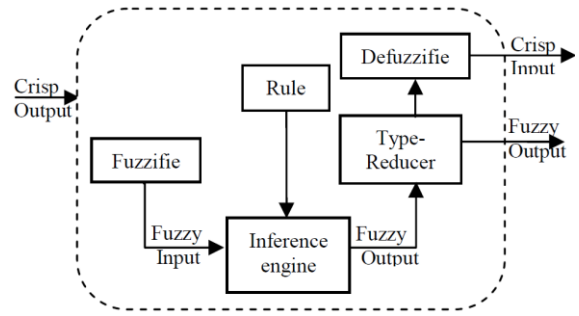 Crisp
Output
Fuzzifie
Fuzzy
Input
Rule
Inference
engine
Fuzzy
Output
Type-
Reducer
Fuzzy
Output
Defuzzifie
Crisp
Input